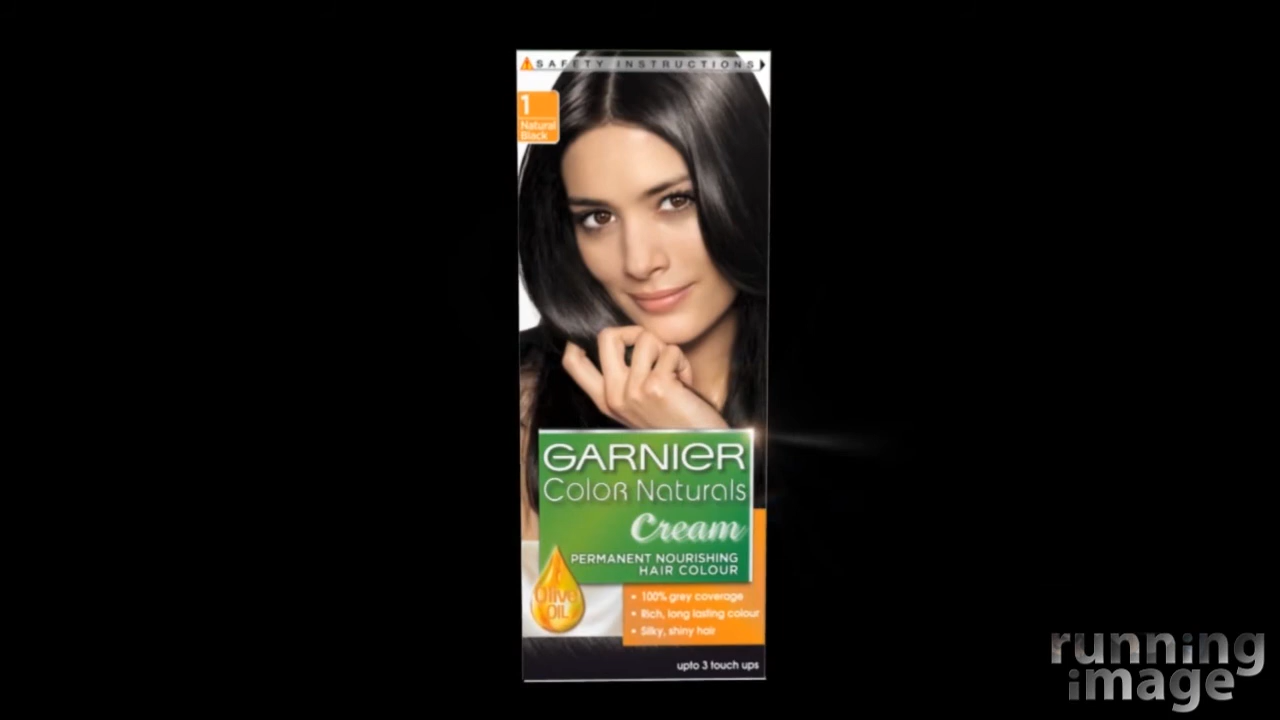 SAFETY INSTRUCTIONS
1
Natural
Black
GARNIER
Color Naturals
Cream
PERMANENT NOURISHING
HAIR COLOUR
Olive
OIL
• 100% grey coverage
• Rich, long lasting colour
• Silky, shiny hair
upto 3 touch ups
running
image